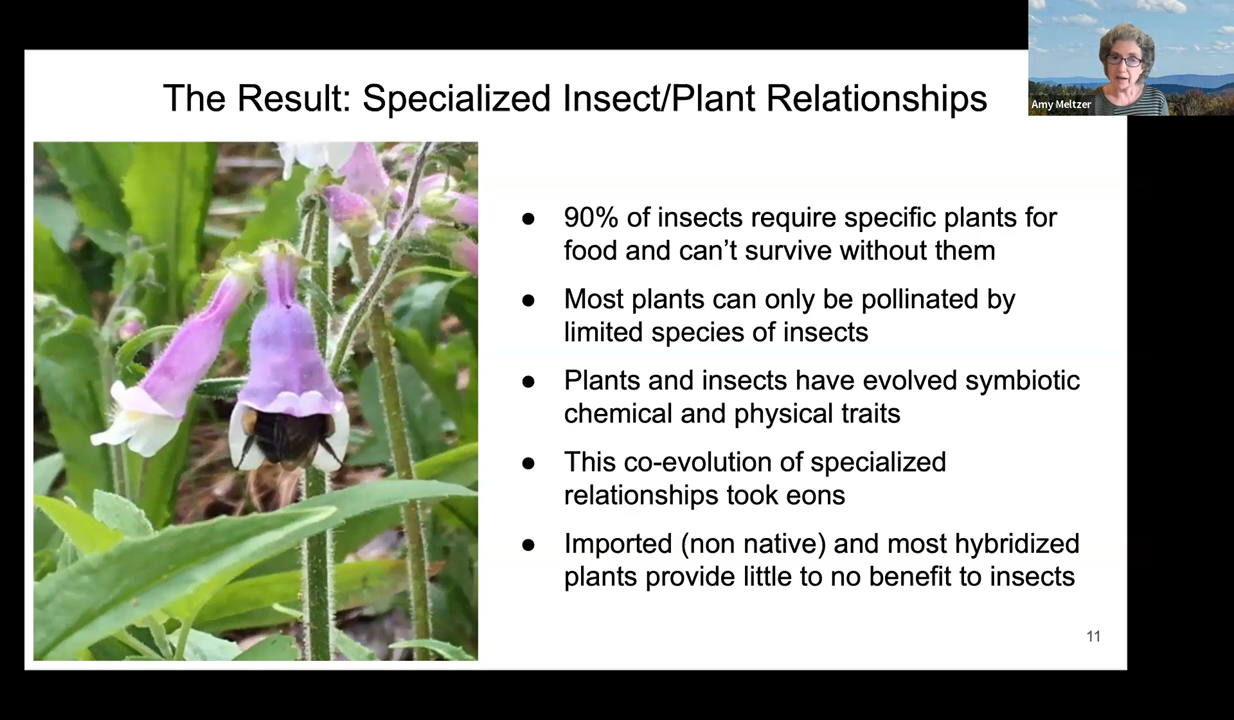 The Result: Specialized Insect/Plant Relationships
Amy Meltzer
● 90% of insects require specific plants for
food and can’t survive without them
● Most plants can only be pollinated by
limited species of insects
● Plants and insects have evolved symbiotic
chemical and physical traits
● This co-evolution of specialized
relationships took eons
● Imported (non native) and most hybridized
plants provide little to no benefit to insects
11